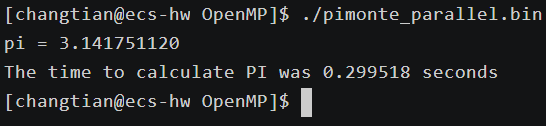 [changtian@ecs-hw OpenMP]$ ./pimonte_parallel.bin
pi = 3.141751120
The time to calculate PI was 0.299518 seconds
[changtian@ecs-hw OpenMP]$